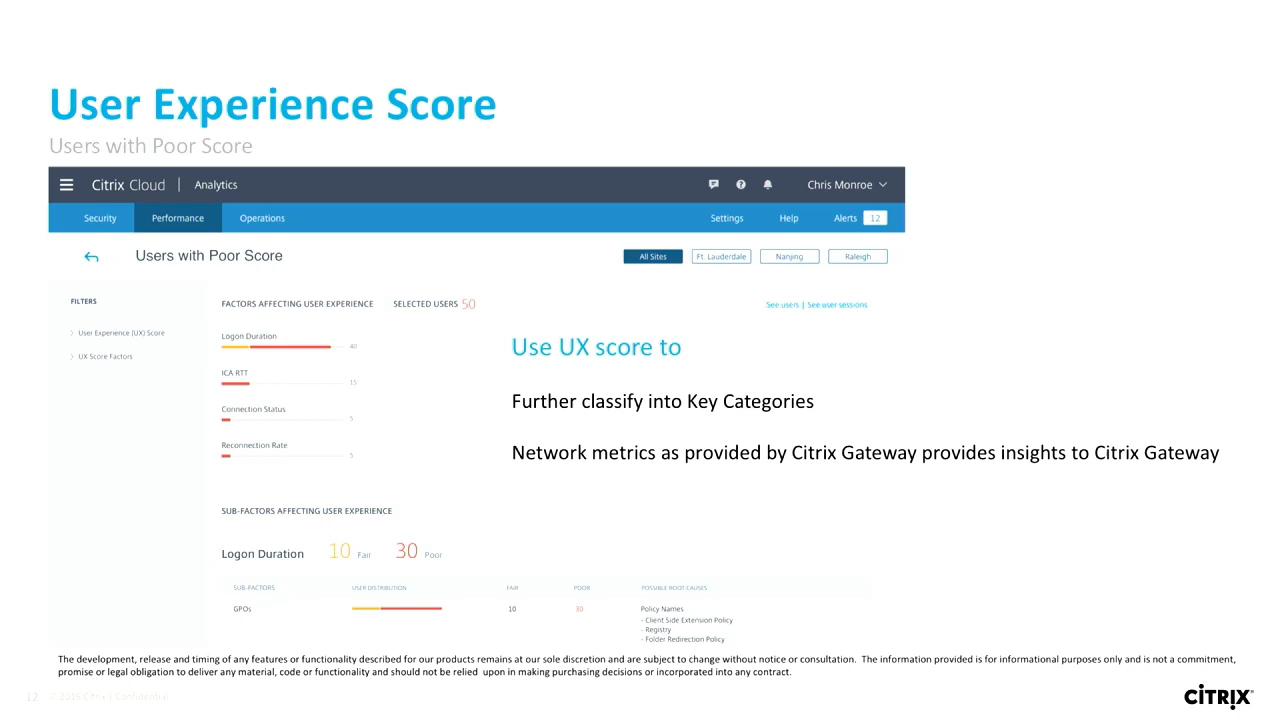 User Experience Score
Users with Poor Score
Citrix Cloud | Analytics
Chris Monroe
Security Performance Operations Settings Help Alerts 12
Users with Poor Score
All Sites Ft. Lauderdale Nanjing Raleigh
FILTERS
User Experience (UX) Score
UX Score Factors
FACTORS AFFECTING USER EXPERIENCE SELECTED USERS 50
See users | See user sessions
Logon Duration
40
ICA RTT
15
Connection Status
5
Reconnection Rate
5
Use UX score to
Further classify into Key Categories
Network metrics as provided by Citrix Gateway provides insights to Citrix Gateway
SUB-FACTORS AFFECTING USER EXPERIENCE
Logon Duration 10 Fair 30 Poor
SUB-FACTORS USER DISTRIBUTION FAIR POOR POSSIBLE ROOT CAUSES
GPOs 10 30 Policy Names
- Client Side Extension Policy
- Registry
- Folder Redirection Policy
The development, release and timing of any features or functionality described for our products remains at our sole discretion and are subject to change without notice or consultation. The information provided is for informational purposes only and is not a commitment,
promise or legal obligation to deliver any material, code or functionality and should not be relied upon in making purchasing decisions or incorporated into any contract.
12 © Citrix | Confidential
CİTRIX